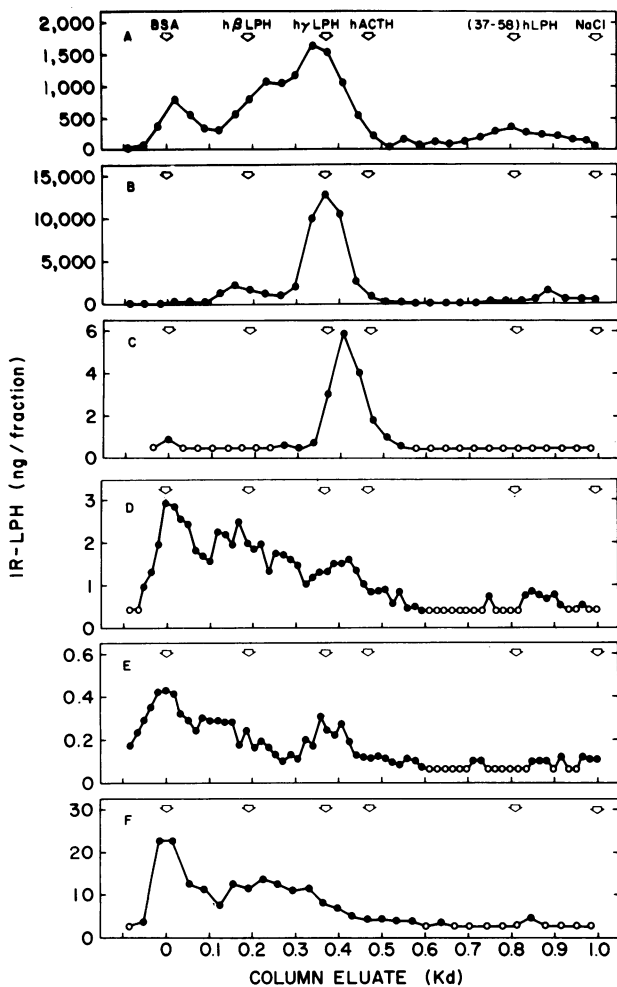 A
BSA
hβLPH
hγLPH
hACTH
(37-58)hLPH
NaCl
2,000
1,500
1,000
500
0
B
15,000
10,000
5,000
0
C
6
4
2
0
IR-LPH (ng/fraction)
D
3
2
1
0
E
0.6
0.4
0.2
0
F
30
20
10
0
0 0.1 0.2 0.3 0.4 0.5 0.6 0.7 0.8 0.9 1.0
COLUMN ELUATE (Kd)